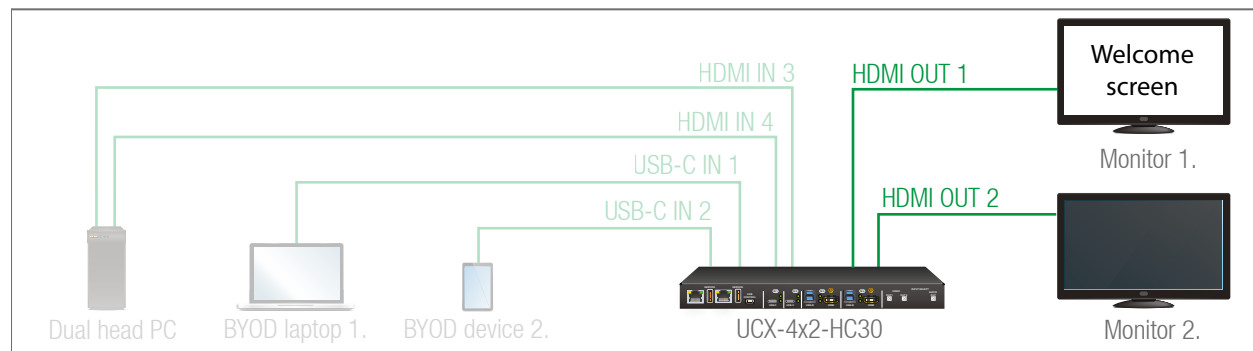 HDMI IN 3
HDMI OUT 1
Welcome
screen
HDMI IN 4
Monitor 1.
USB-C IN 1
USB-C IN 2
HDMI OUT 2
Dual head PC
BYOD laptop 1.
BYOD device 2.
UCX-4x2-HC30
Monitor 2.